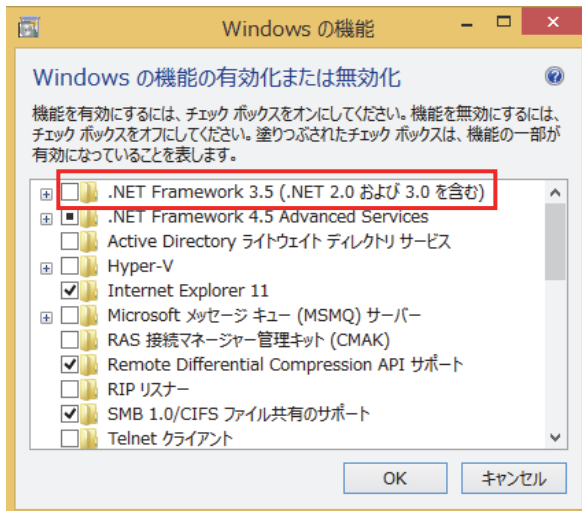 Windows の機能
Windows の機能の有効化または無効化
機能を有効にするには、チェック ボックスをオンにしてください。機能を無効にするには、
チェック ボックスをオフにしてください。塗りつぶされたチェック ボックスは、機能の一部が
有効になっていることを表します。
.NET Framework 3.5 (.NET 2.0 および 3.0 を含む)
.NET Framework 4.5 Advanced Services
Active Directory ライトウェイト ディレクトリ サービス
Hyper-V
Internet Explorer 11
Microsoft メッセージ キュー (MSMQ) サーバー
RAS 接続マネージャー管理キット (CMAK)
Remote Differential Compression API サポート
RIP リスナー
SMB 1.0/CIFS ファイル共有のサポート
Telnet クライアント
OK キャンセル